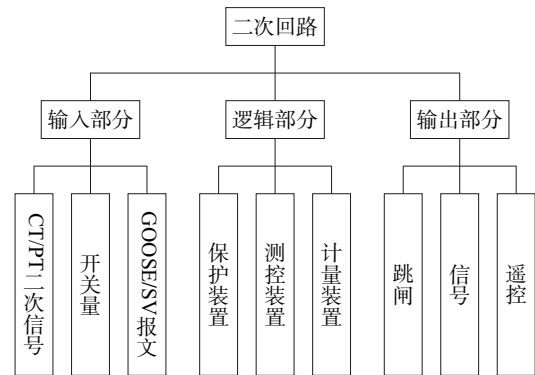 二次回路
输入部分
逻辑部分
输出部分
CT/PT二次信号
开关量
GOOSE/SV报文
保护装置
测控装置
计量装置
跳闸
信号
遥控